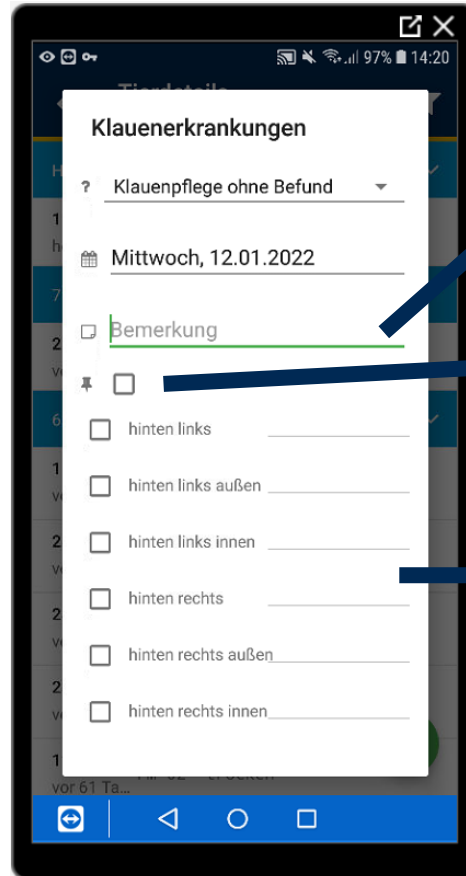 97% 14:20
Tierdetails
Klauenerkrankungen
? Klauenpflege ohne Befund
Mittwoch, 12.01.2022
Bemerkung
hinten links
hinten links außen
hinten links innen
hinten rechts
hinten rechts außen
hinten rechts innen
vor 61 Ta...